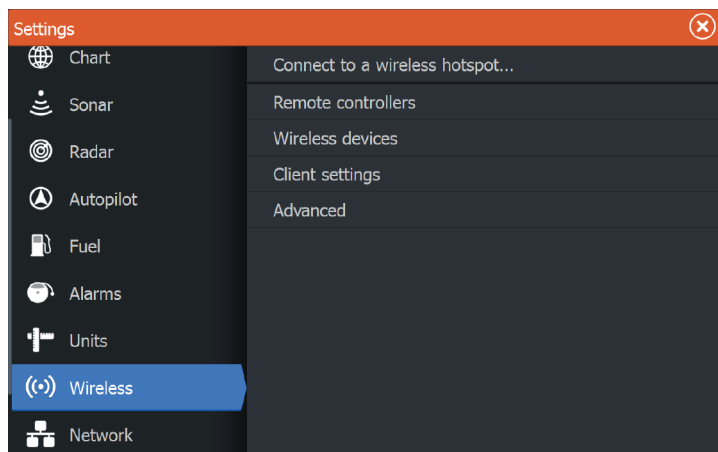 Settings
Chart
Sonar
Radar
Autopilot
Fuel
Alarms
Units
Wireless
Network
Connect to a wireless hotspot...
Remote controllers
Wireless devices
Client settings
Advanced